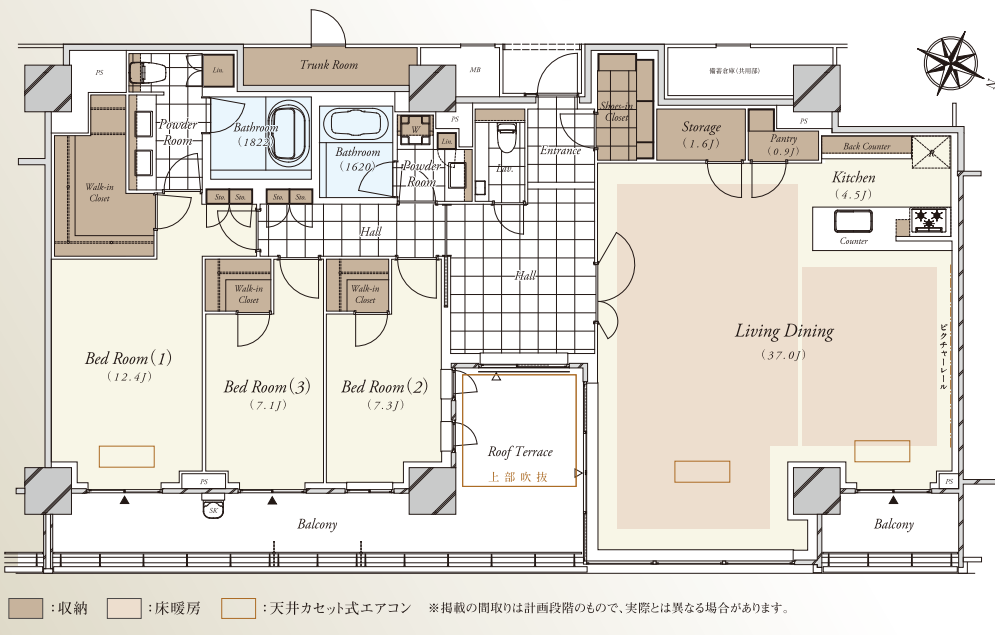 PS
Lin.
Trunk Room
MB
備蓄倉庫(共用部)
N
Powder
Room
Bathroom
(1822)
Bathroom
(1620)
W
PS
Lin.
Powder
Room
Lav.
Entrance
Shoes-in
Closet
Storage
(1.6J)
PS
Pantry
(0.9J)
Back Counter
R
Kitchen
(4.5J)
Counter
Walk-in
Closet
Sto.
Sto.
Sto.
Sto.
Hall
Hall
Walk-in
Closet
Walk-in
Closet
Bed Room(1)
(12.4J)
Bed Room(3)
(7.1J)
Bed Room(2)
(7.3J)
Living Dining
(37.0J)
ピクチャーレール
Roof Terrace
上部吹抜
PS
SK
PS
Balcony
Balcony
:収納 :床暖房 :天井カセット式エアコン ※掲載の間取りは計画段階のもので、実際とは異なる場合があります。